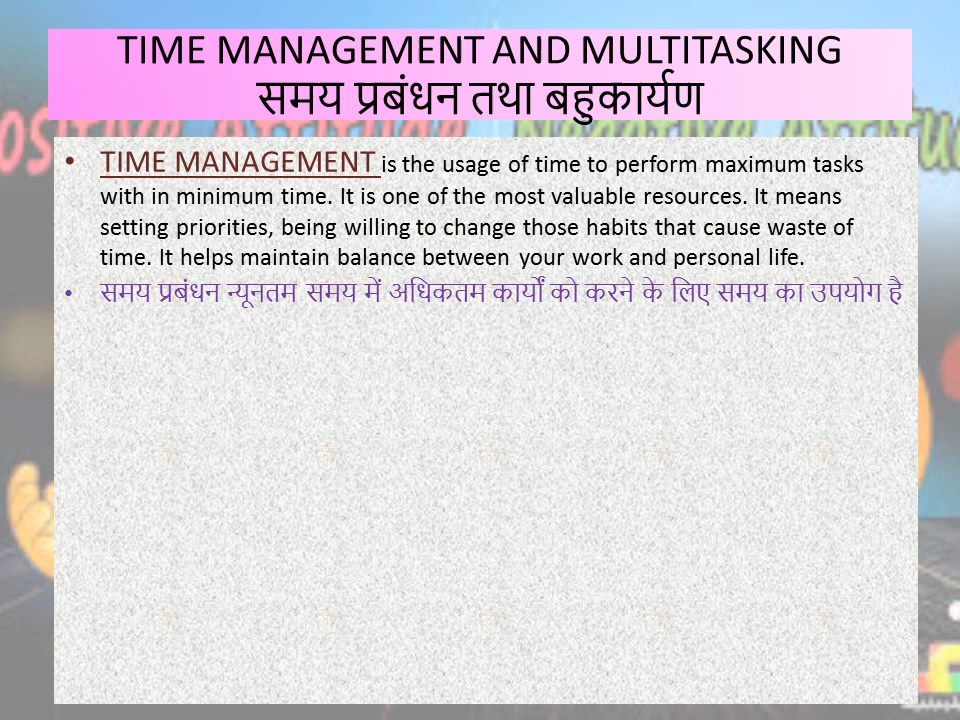 TIME MANAGEMENT AND MULTITASKING
समय प्रबंधन तथा बहुकार्यण
• TIME MANAGEMENT is the usage of time to perform maximum tasks
with in minimum time. It is one of the most valuable resources. It means
setting priorities, being willing to change those habits that cause waste of
time. It helps maintain balance between your work and personal life.
• समय प्रबंधन न्यूनतम समय में अधिकतम कार्यों को करने के लिए समय का उपयोग है